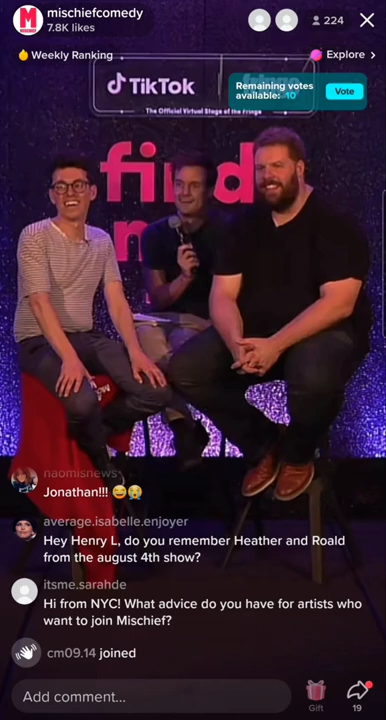 M
MISCHIEF
mischiefcomedy
7.8K likes
224
Weekly Ranking
Explore >
TikTok
fringe
The Official Virtual Stage of the Fringe
Remaining votes
available: 10
Vote
find
naomisnews
Jonathan!!! 😂😭
average.isabelle.enjoyer
Hey Henry L, do you remember Heather and Roald
from the august 4th show?
itsme.sarahde
Hi from NYC! What advice do you have for artists who
want to join Mischief?
cm09.14 joined
Add comment...
Gift
19